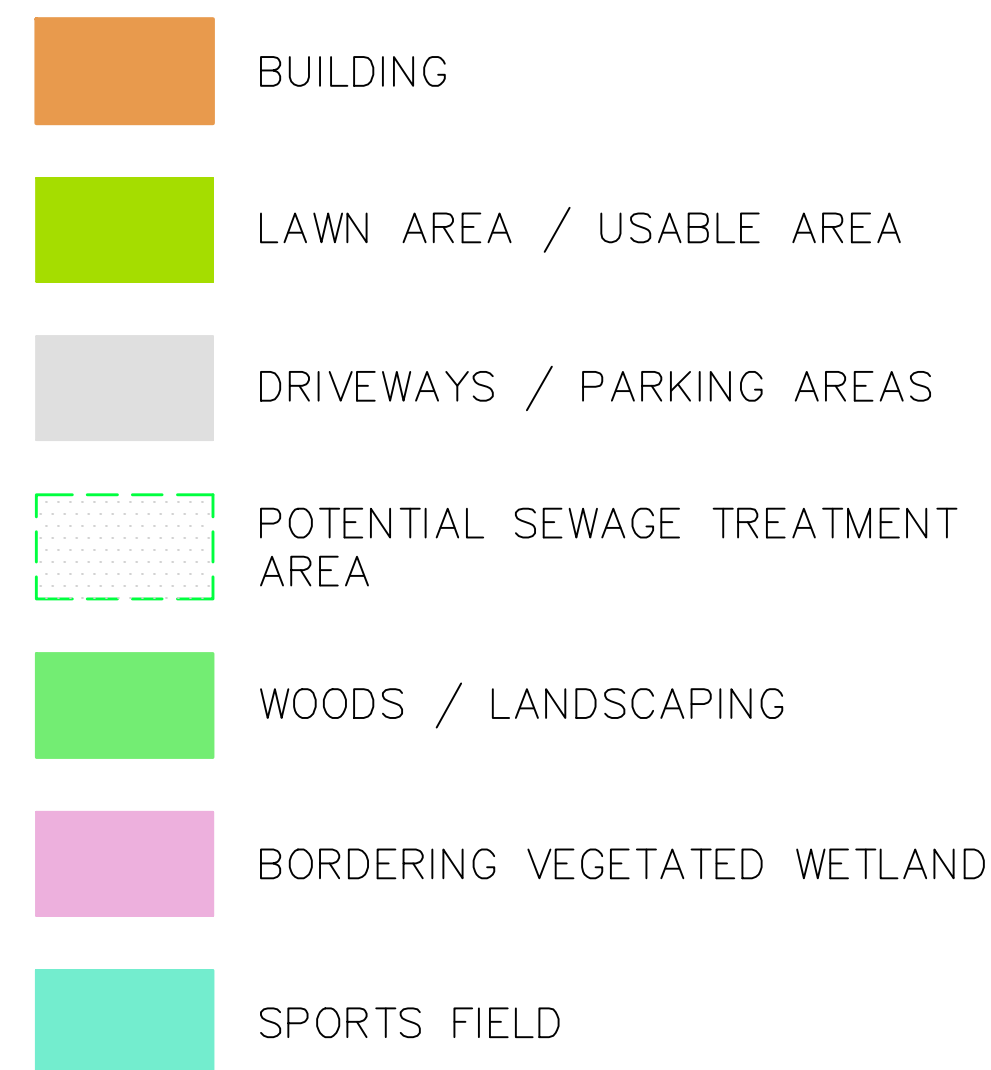 BUILDING
LAWN AREA / USABLE AREA
DRIVEWAYS / PARKING AREAS
POTENTIAL SEWAGE TREATMENT
AREA
WOODS / LANDSCAPING
BORDERING VEGETATED WETLAND
SPORTS FIELD